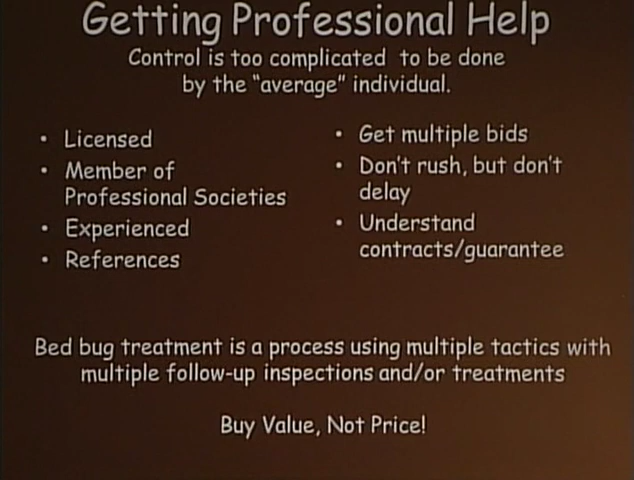 Getting Professional Help
Control is too complicated to be done
by the "average" individual.
• Licensed
• Member of
Professional Societies
• Experienced
• References
• Get multiple bids
• Don't rush, but don't
delay
• Understand
contracts/guarantee
Bed bug treatment is a process using multiple tactics with
multiple follow-up inspections and/or treatments
Buy Value, Not Price!